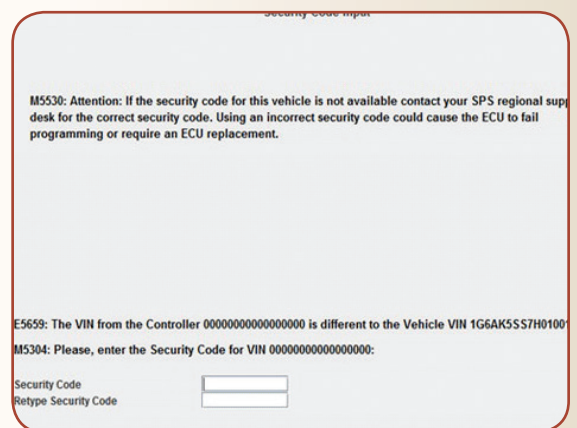 Security Code Input
M5530: Attention: If the security code for this vehicle is not available contact your SPS regional
desk for the correct security code. Using an incorrect security code could cause the ECU to fail
programming or require an ECU replacement.
E5659: The VIN from the Controller 00000000000000000 is different to the Vehicle VIN
M5304: Please, enter the Security Code for VIN 00000000000000000:
Security Code
Retype Security Code